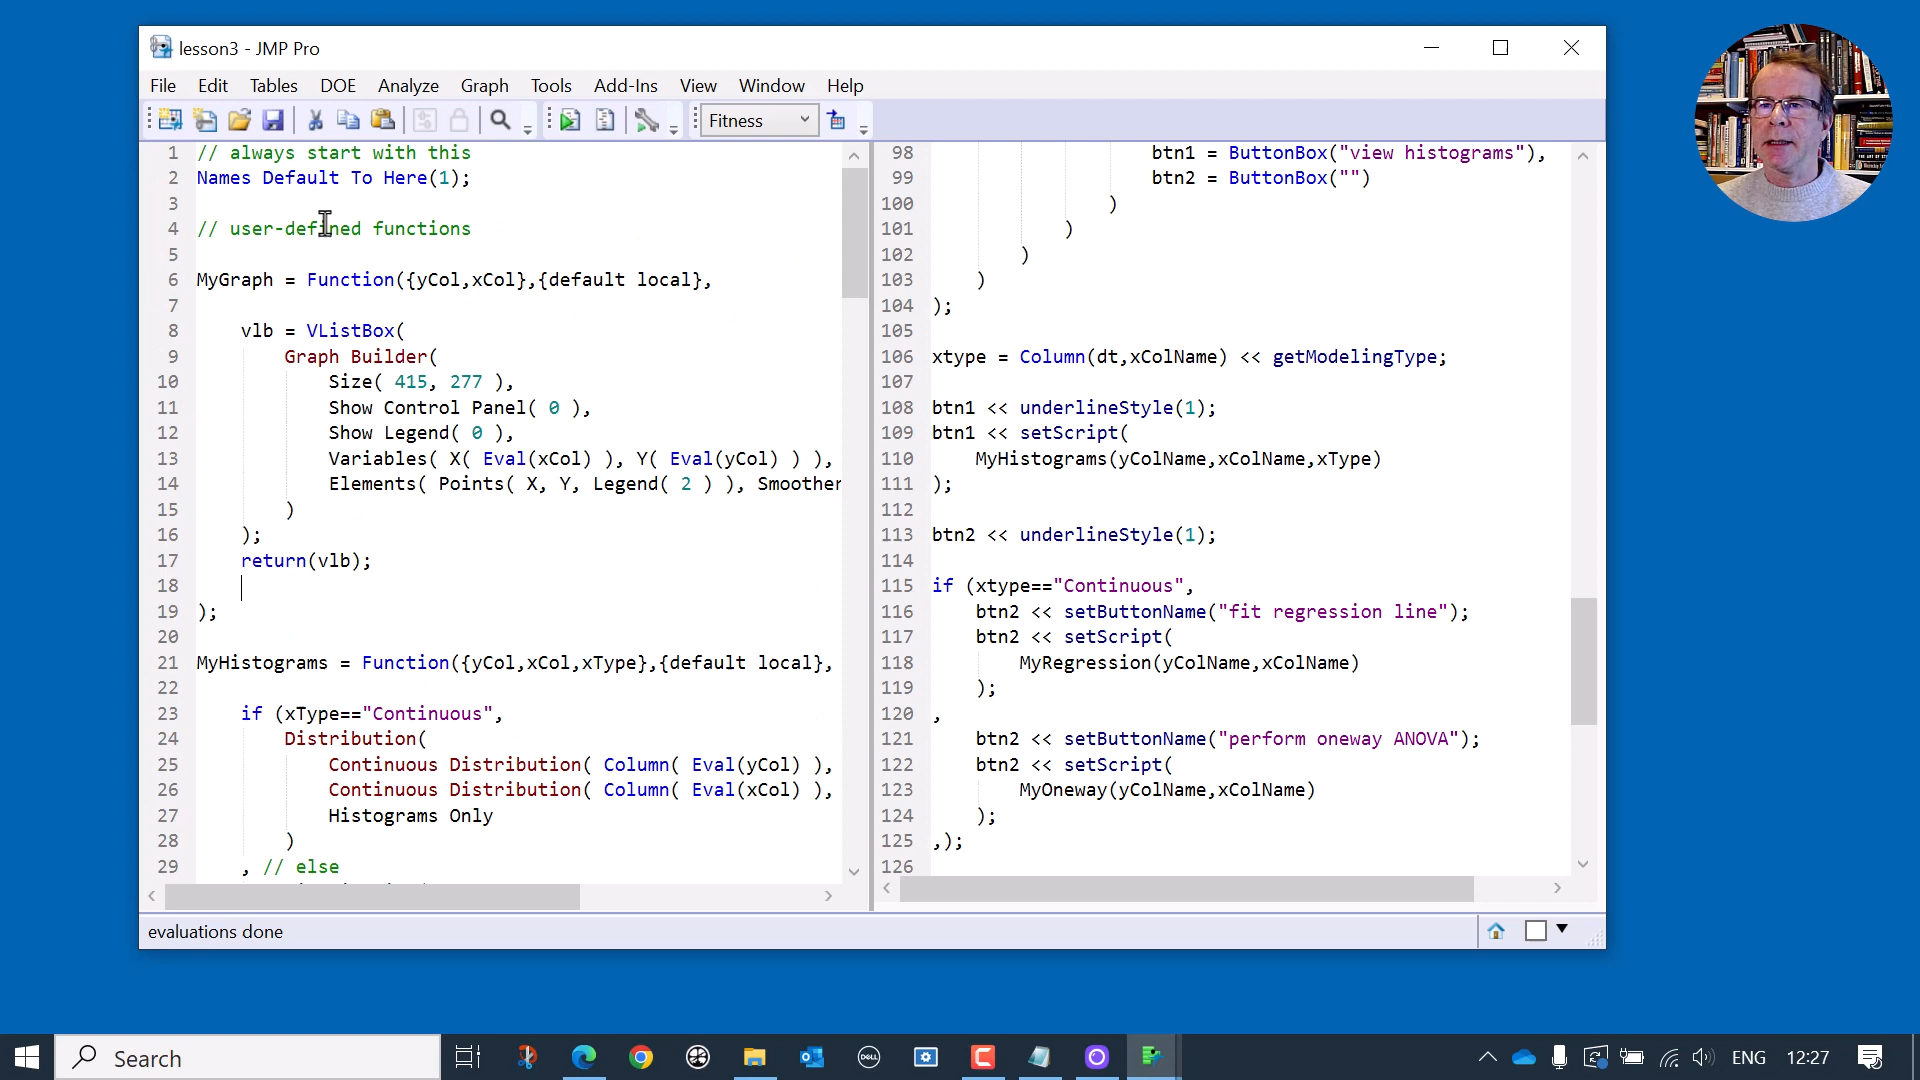 lesson3 - JMP Pro
File Edit Tables DOE Analyze Graph Tools Add-Ins View Window Help
Fitness
1 // always start with this
2 Names Default To Here(1);
3
4 // user-defined functions
5
6 MyGraph = Function({yCol,xCol},{default local},
7
8 vlb = VListBox(
9 Graph Builder(
10 Size( 415, 277 ),
11 Show Control Panel( 0 ),
12 Show Legend( 0 ),
13 Variables( X( Eval(xCol) ), Y( Eval(yCol) ) ),
14 Elements( Points( X, Y, Legend( 2 ) ), Smoother
15 )
16 );
17 return(vlb);
18
19 );
20
21 MyHistograms = Function({yCol,xCol,xType},{default local},
22
23 if (xType=="Continuous",
24 Distribution(
25 Continuous Distribution( Column( Eval(yCol) ),
26 Continuous Distribution( Column( Eval(xCol) ),
27 Histograms Only
28 )
29 , // else
98 btn1 = ButtonBox("view histograms"),
99 btn2 = ButtonBox("")
100 )
101 )
102 )
103 )
104 );
105
106 xtype = Column(dt,xColName) << getModelingType;
107
108 btn1 << underlineStyle(1);
109 btn1 << setScript(
110 MyHistograms(yColName,xColName,xType)
111 );
112
113 btn2 << underlineStyle(1);
114
115 if (xtype=="Continuous",
116 btn2 << setButtonName("fit regression line");
117 btn2 << setScript(
118 MyRegression(yColName,xColName)
119 );
120 ,
121 btn2 << setButtonName("perform oneway ANOVA");
122 btn2 << setScript(
123 MyOneway(yColName,xColName)
124 );
125 ,);
126
evaluations done
Search
DELL
ENG 12:27